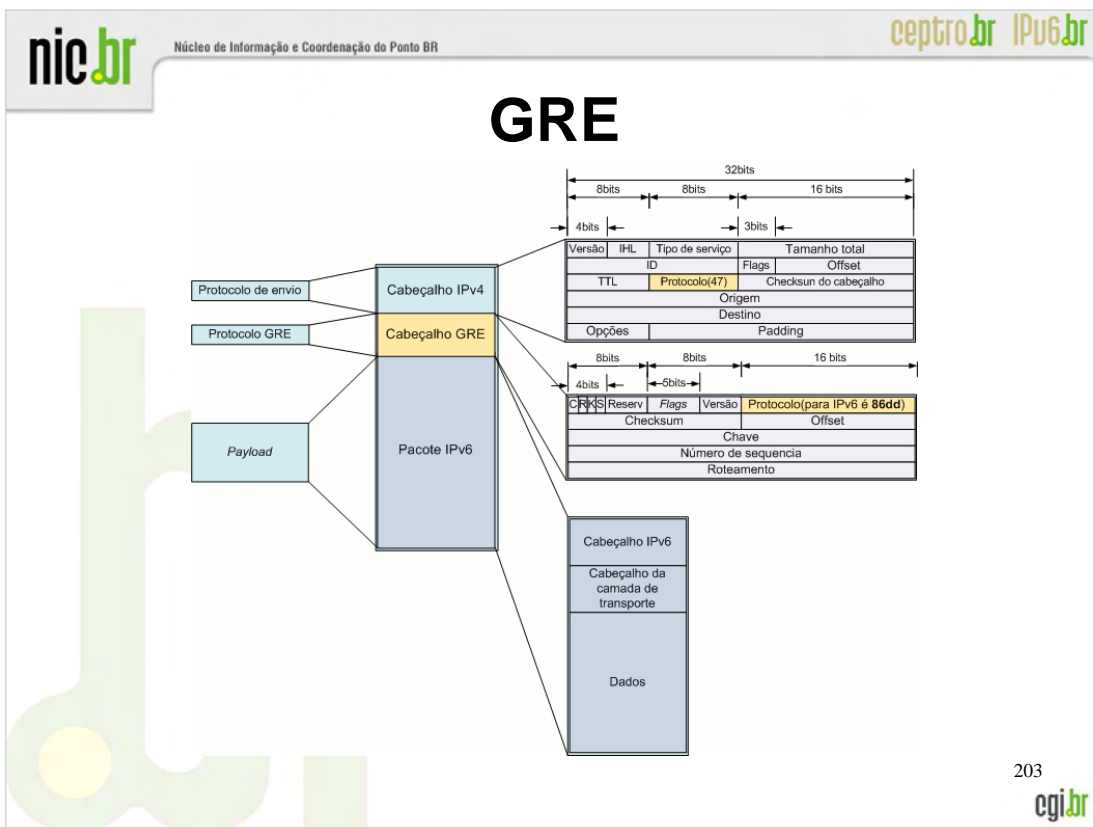 nic.br
Núcleo de Informação e Coordenação do Ponto BR
ceptro.br IPv6.br
GRE
Protocolo de envio
Protocolo GRE
Payload
Cabeçalho IPv4
Cabeçalho GRE
Pacote IPv6
32bits
8bits 8bits 16 bits
4bits 3bits
Versão IHL Tipo de serviço Tamanho total
ID Flags Offset
TTL Protocolo(47) Checksun do cabeçalho
Origem
Destino
Opções Padding
8bits 8bits 16 bits
4bits 5bits
C R K S Reserv Flags Versão Protocolo(para IPv6 é 86dd)
Checksum Offset
Chave
Número de sequencia
Roteamento
Cabeçalho IPv6
Cabeçalho da
camada de
transporte
Dados
203
cgi.br